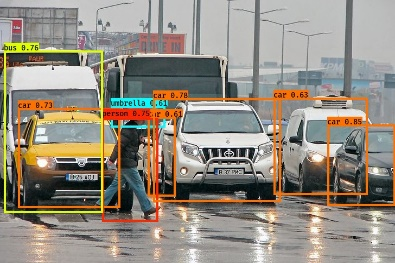 bus 0.76
car 0.78
car 0.63
umbrella 0.61
car 0.73
person 0.75
car 0.61
car 0.85